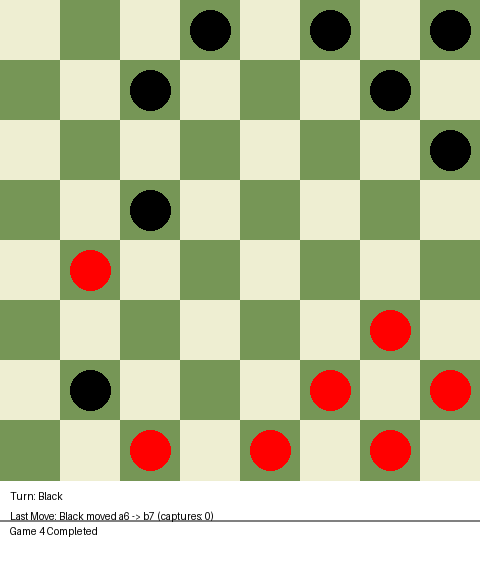 Turn: Black
Last Move: Black moved a6 -> b7 (captures: 0)
Game 4 Completed